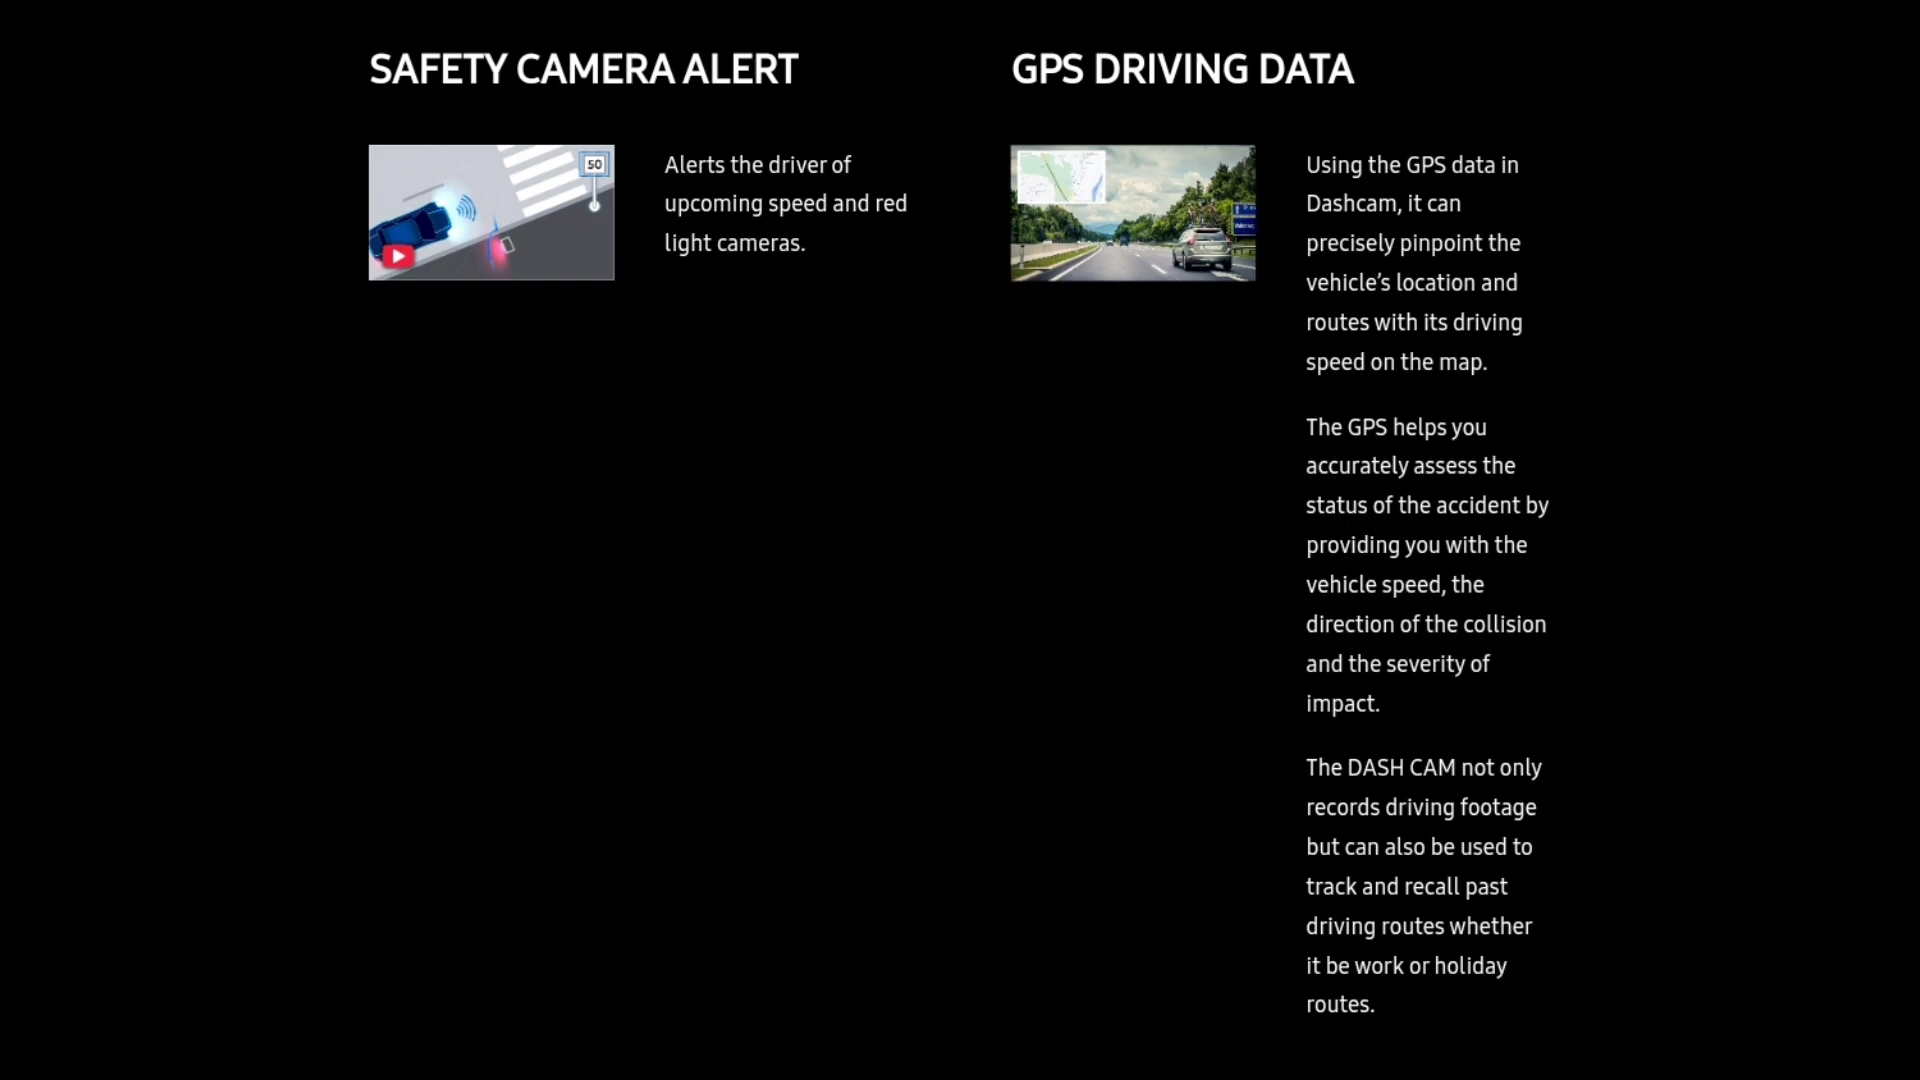 SAFETY CAMERA ALERT
50
Alerts the driver of
upcoming speed and red
light cameras.
GPS DRIVING DATA
Using the GPS data in
Dashcam, it can
precisely pinpoint the
vehicle’s location and
routes with its driving
speed on the map.
The GPS helps you
accurately assess the
status of the accident by
providing you with the
vehicle speed, the
direction of the collision
and the severity of
impact.
The DASH CAM not only
records driving footage
but can also be used to
track and recall past
driving routes whether
it be work or holiday
routes.